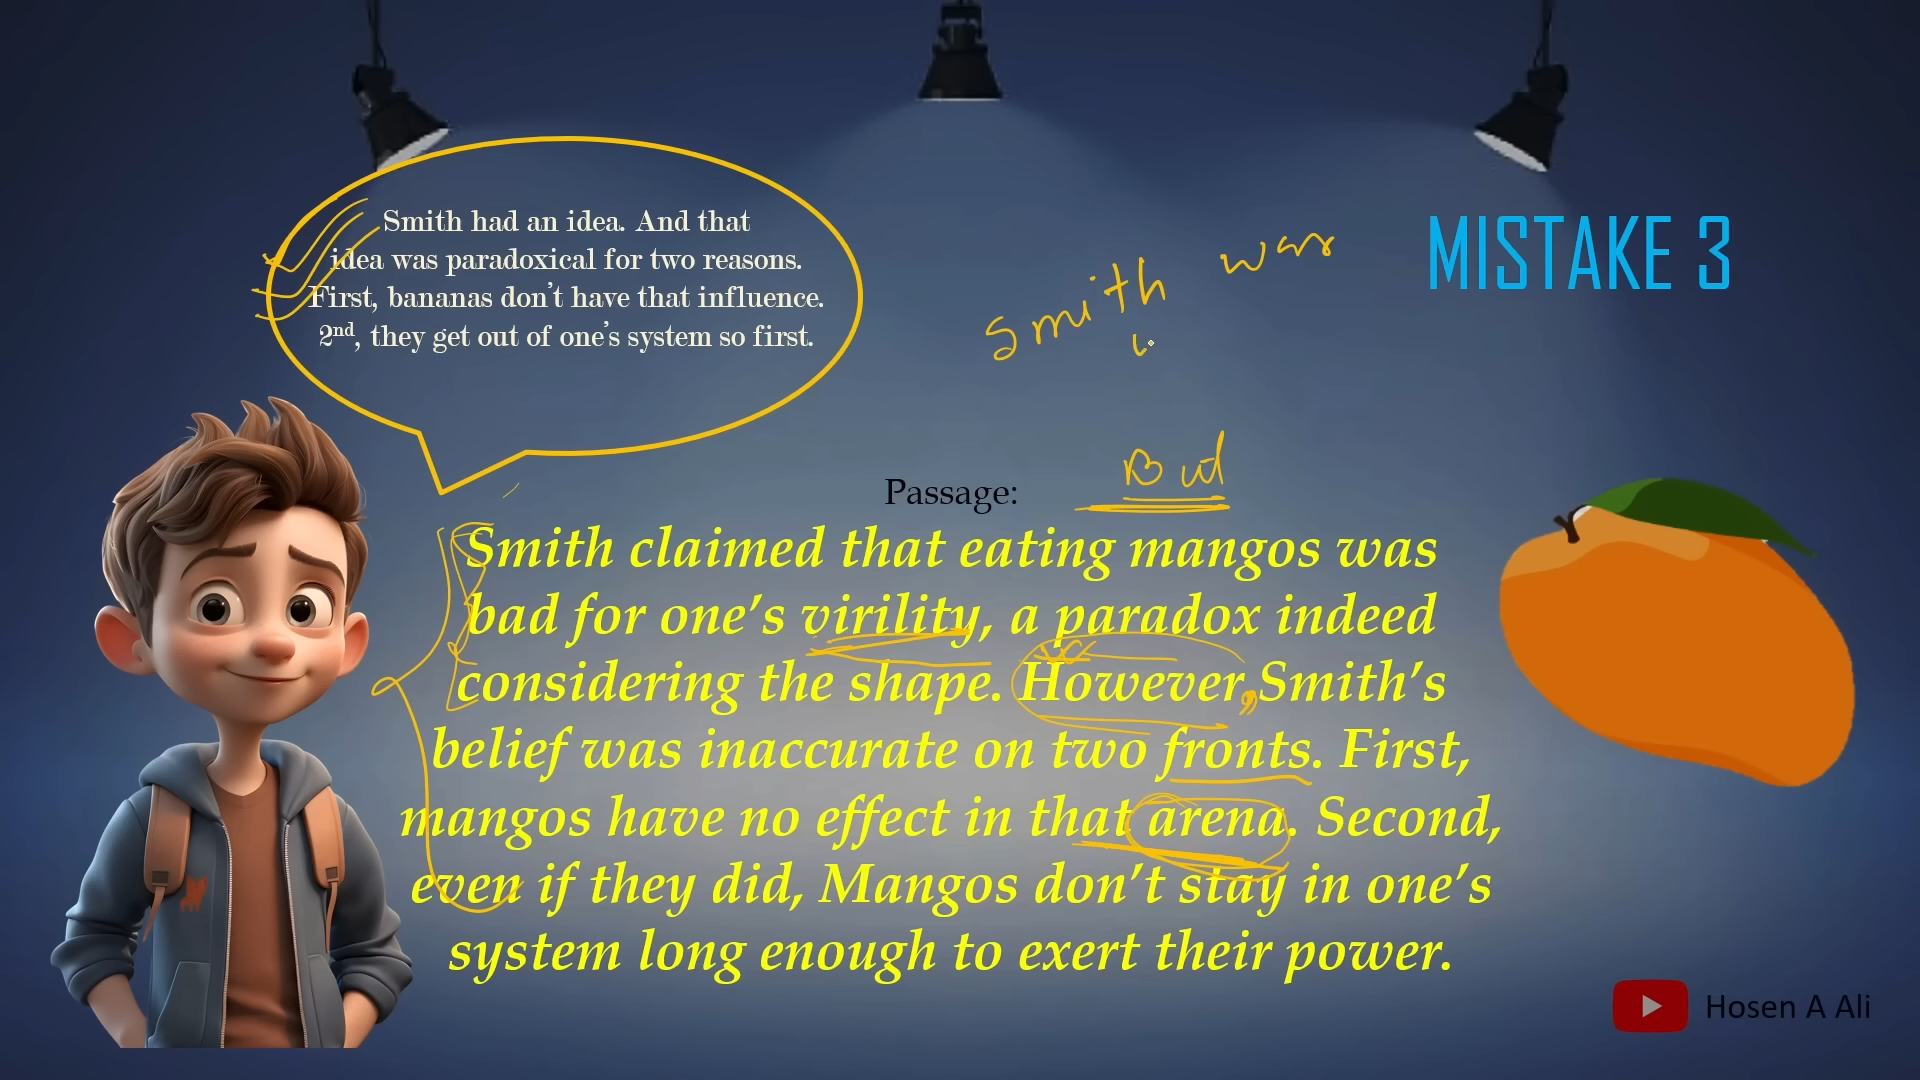 Smith had an idea. And that
idea was paradoxical for two reasons.
First, bananas don't have that influence.
2nd, they get out of one's system so first.
Smith was
MISTAKE 3
But
Passage:
Smith claimed that eating mangos was
bad for one's virility, a paradox indeed
considering the shape. However, Smith's
belief was inaccurate on two fronts. First,
mangos have no effect in that arena. Second,
even if they did, Mangos don't stay in one's
system long enough to exert their power.
Hosen A Ali